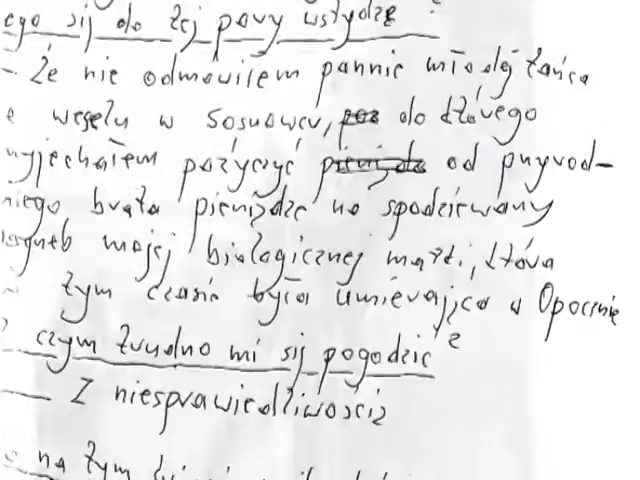 ego się do tej pory wstydzę
– Że nie odmówiłem pannie młodej tańca
weselu w Sosnowcu, do którego
wyjechałem pożyczyć od przyrod-
niego brata pieniądze na spodziewany
pogrzeb mojej biologicznej matki, która
tym czasie była umierająca w Opocznie
czym trudno mi się pogodzić
— Z niesprawiedliwością
na tym